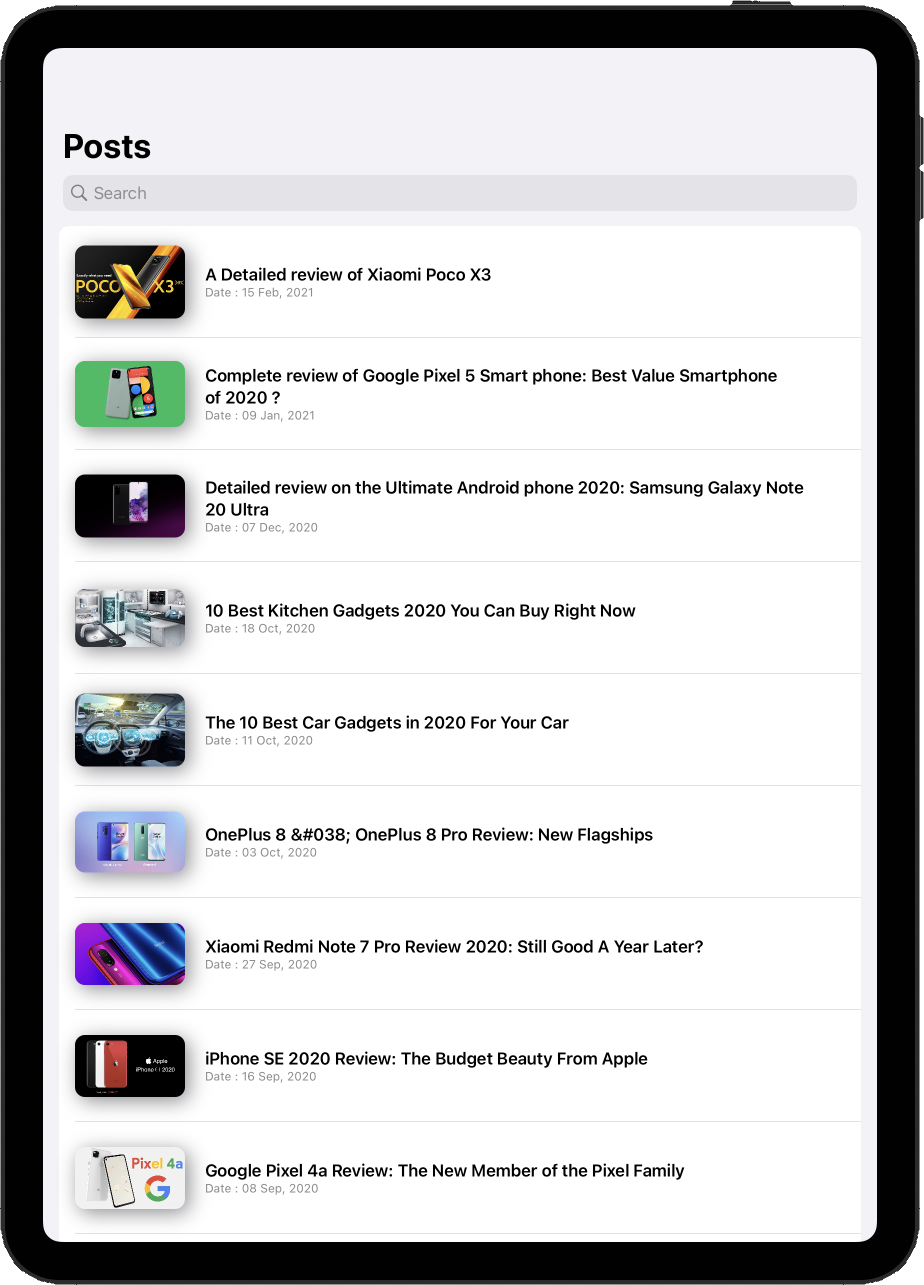 Posts
Search
Exactly what you need
POCO X3 NFC
A Detailed review of Xiaomi Poco X3
Date : 15 Feb, 2021
Complete review of Google Pixel 5 Smart phone: Best Value Smartphone
of 2020 ?
Date : 09 Jan, 2021
Detailed review on the Ultimate Android phone 2020: Samsung Galaxy Note
20 Ultra
Date : 07 Dec, 2020
10 Best Kitchen Gadgets 2020 You Can Buy Right Now
Date : 18 Oct, 2020
The 10 Best Car Gadgets in 2020 For Your Car
Date : 11 Oct, 2020
OnePlus 8 &#038; OnePlus 8 Pro Review: New Flagships
Date : 03 Oct, 2020
Xiaomi Redmi Note 7 Pro Review 2020: Still Good A Year Later?
Date : 27 Sep, 2020
Apple
iPhone 2020
iPhone SE 2020 Review: The Budget Beauty From Apple
Date : 16 Sep, 2020
Pixel 4a
G
Google Pixel 4a Review: The New Member of the Pixel Family
Date : 08 Sep, 2020